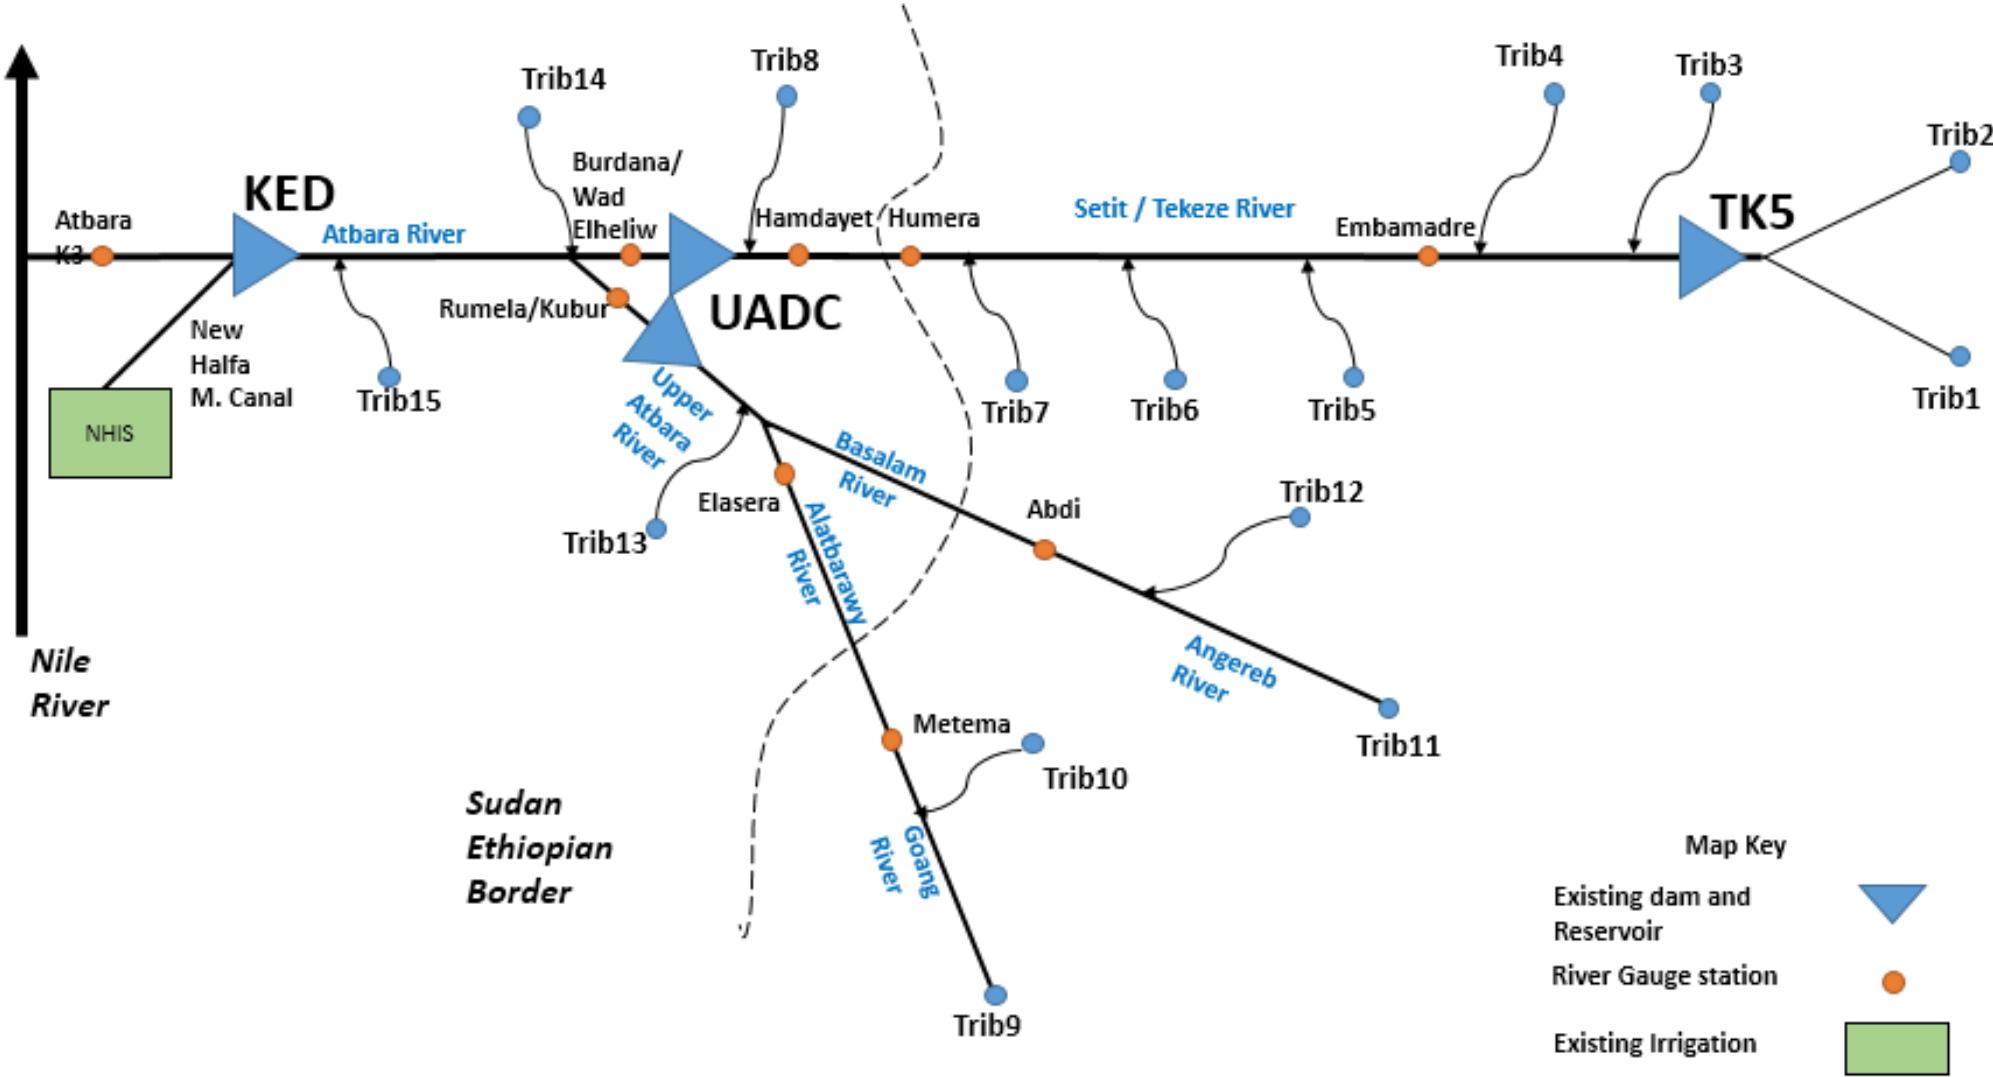 Trib14
Trib8
Trib4
Trib3
Trib2
Burdana/
Wad
Elheliw
KED
Atbara
K3
Atbara River
Hamdayet
Humera
Setit / Tekeze River
Embamadre
TK5
Rumela/Kubur
UADC
New
Halfa
M. Canal
NHIS
Trib15
Trib7
Trib6
Trib5
Trib1
Upper
Atbara
River
Basalam
River
Elasera
Alatbarawy
River
Trib13
Abdi
Trib12
Angereb
River
Trib11
Nile
River
Metema
Trib10
Goang
River
Trib9
Sudan
Ethiopian
Border
Map Key
Existing dam and
Reservoir
River Gauge station
Existing Irrigation